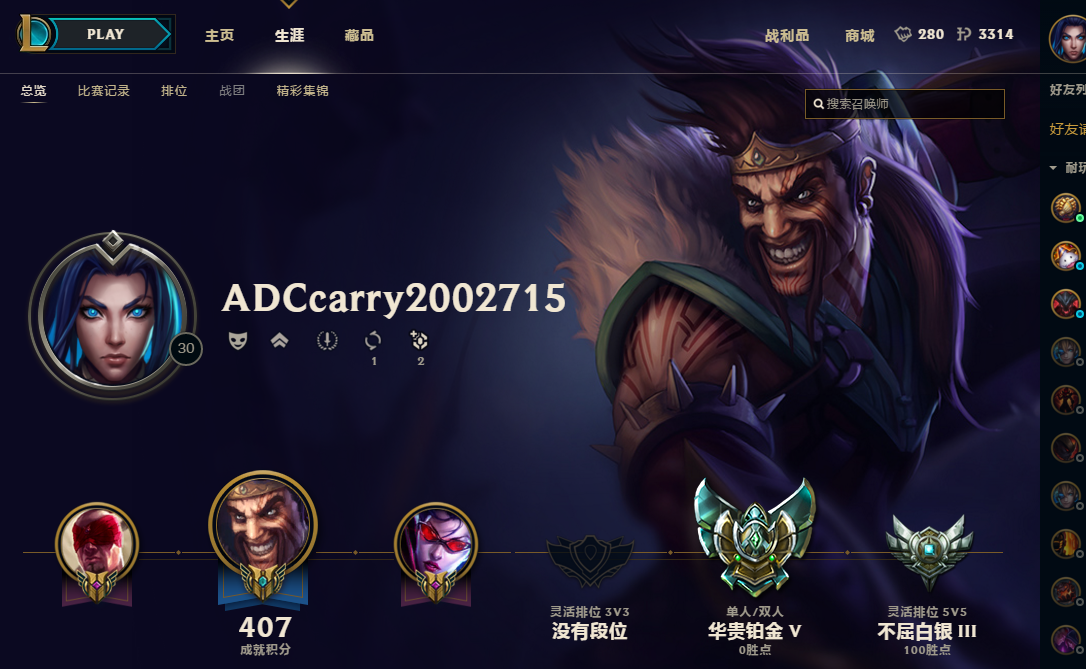 PLAY
主页
生涯
藏品
战利品
商城
280
3314
总览
比赛记录
排位
战团
精彩集锦
搜索召唤师
好友列
好友请
耐玩
ADCcarry2002715
30
1
2
407
成就积分
灵活排位 3V3
没有段位
单人/双人
华贵铂金 V
0胜点
灵活排位 5V5
不屈白银 III
100胜点